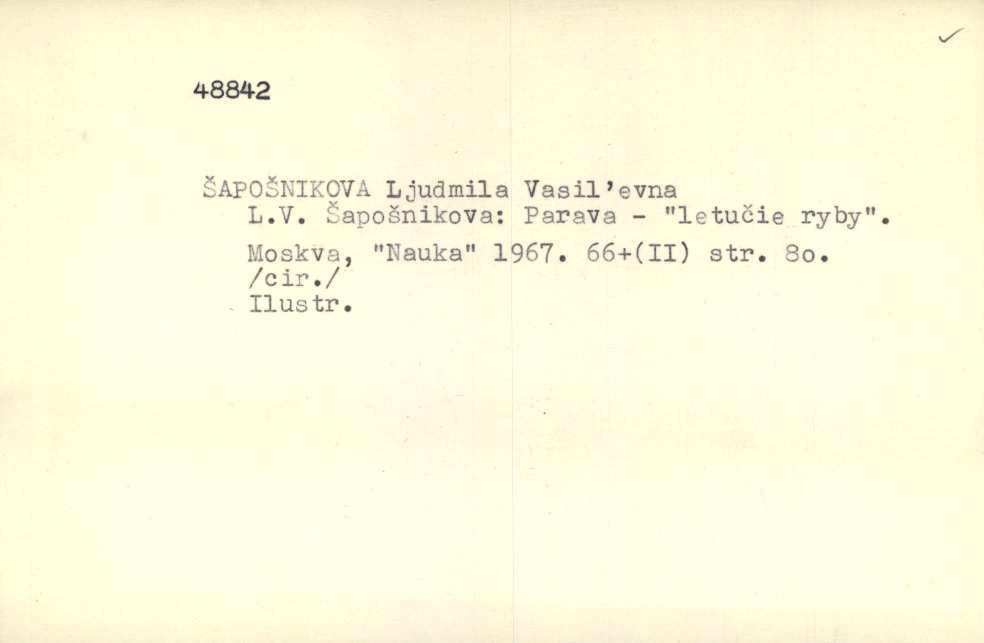 48842
ŠAPOŠNIKOVA Ljudmila Vasil'evna
L.V. Šapošnikova: Parava - "letučie ryby".
Moskva, "Nauka" 1967. 66+(II) str. 8o.
/cir./
Ilustr.